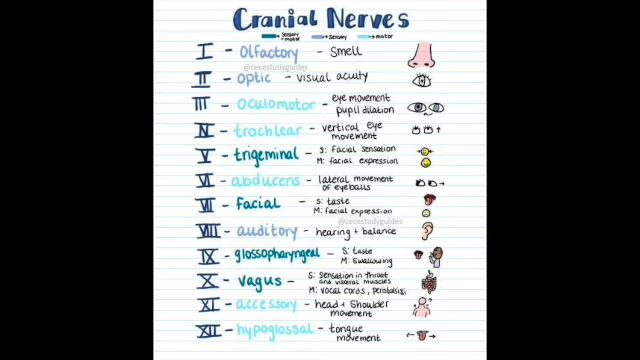 Cranial Nerves
Sensory + motor Sensory motor
I - Olfactory - Smell
@cecestudyguides
II - optic - visual acuity
III - Oculomotor - eye movement
pupil dilation
IV - trochlear - vertical eye
movement
V - trigeminal - S: Facial sensation
M: facial expression
VI - abducens - lateral movement
of eyeballs
VII - facial - S: taste
M: facial expression
@cecestudyguides
VIII - auditory - hearing + balance
IX - glossopharyngeal - S: taste
M: swallowing
X - vagus - S: Sensation in throat
and visceral muscles
M: vocal cords, peristalsis
XI - accessory - head + Shoulder
movement
XII - hypoglossal - tongue
movement